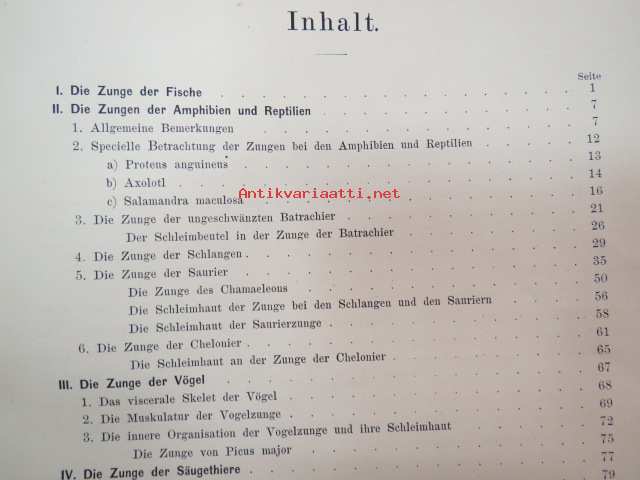 Inhalt.
Seite
I. Die Zunge der Fische . . . . . . . . . . 1
II. Die Zungen der Amphibien und Reptilien . . . . . . . . 7
1. Allgemeine Bemerkungen . . . . . . . . . 7
2. Specielle Betrachtung der Zungen bei den Amphibien und Reptilien . . . . 12
a) Proteus anguineus . . . . . . . . . 13
b) Axolotl . . . . . . . . . . 14
c) Salamandra maculosa . . . . . . . . . 16
Antikvariaatti.net
3. Die Zunge der ungeschwänzten Batrachier . . . . . . . 21
Der Schleimbeutel in der Zunge der Batrachier . . . . . . 26
4. Die Zunge der Schlangen . . . . . . . . . 29
5. Die Zunge der Saurier . . . . . . . . . 35
Die Zunge des Chamaeleous . . . . . . . . 50
Die Schleimhaut der Zunge bei den Schlangen und den Sauriern . . . 56
Die Schleimhaut der Saurierzunge . . . . . . . . 58
6. Die Zunge der Chelonier . . . . . . . . . 61
Die Schleimhaut an der Zunge der Chelonier . . . . . . 65
III. Die Zunge der Vögel . . . . . . . . . . 67
1. Das viscerale Skelet der Vögel . . . . . . . . 68
2. Die Muskulatur der Vogelzunge . . . . . . . . 69
3. Die innere Organisation der Vogelzunge und ihre Schleimhaut . . . . 72
Die Zunge von Picus major . . . . . . . . 75
IV. Die Zunge der Säugethiere . . . . . . . . . 77
79